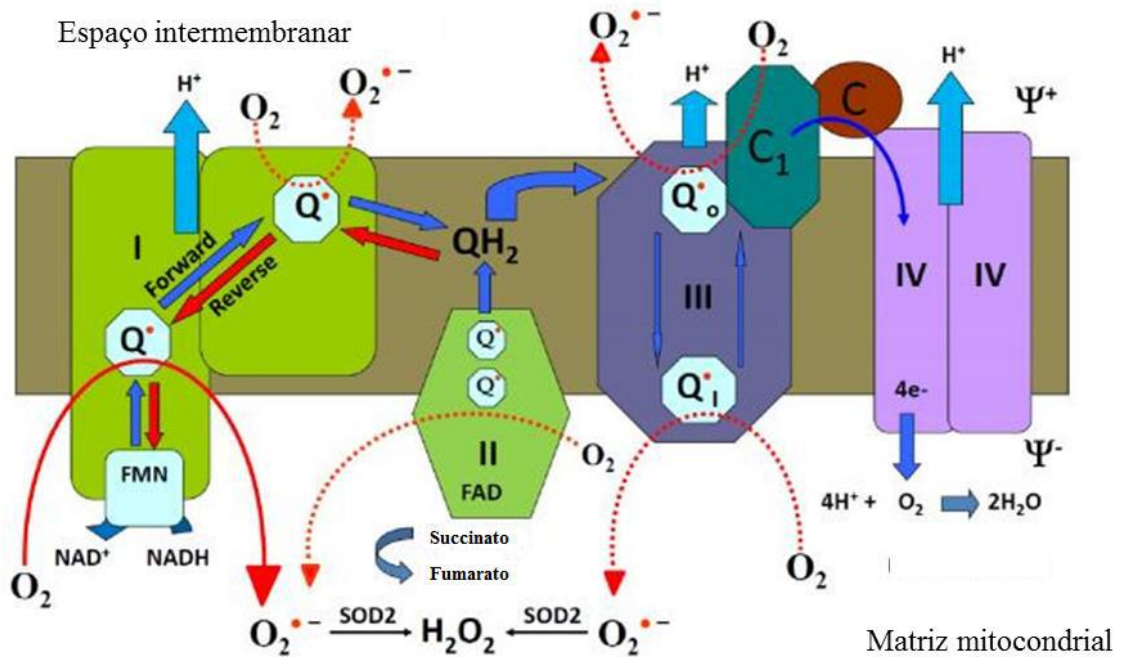 Espaço intermembranar
O₂•⁻
O₂
H⁺
O₂•⁻
O₂
H⁺
C₁
C
H⁺
Ψ⁺
I
Q•
Forward
Reverse
QH₂
Q•o
III
IV
IV
Q•
Q•
Q•
Q•I
4e-
FMN
II
FAD
O₂
Ψ⁻
4H⁺ + O₂ 2H₂O
NAD⁺
NADH
O₂
Succinato
Fumarato
O₂
O₂•⁻
SOD2
H₂O₂
SOD2
O₂•⁻
Matriz mitocondrial